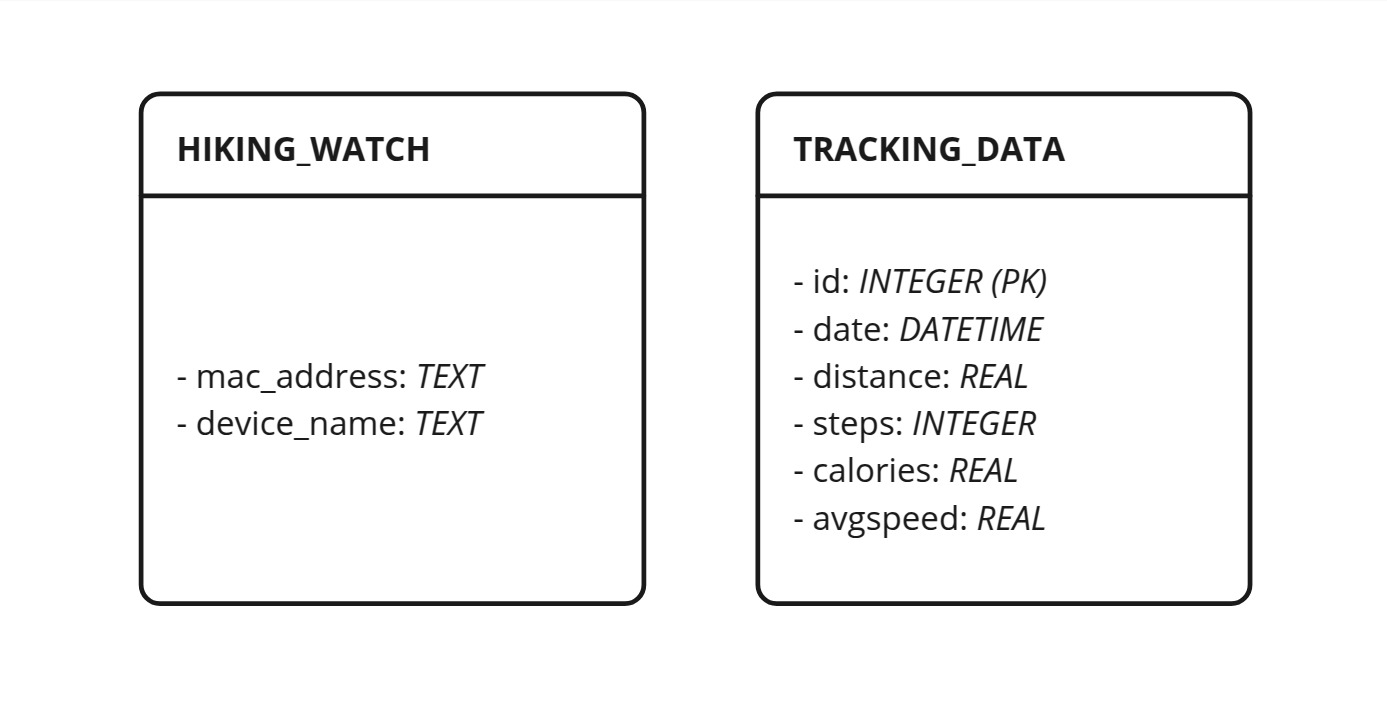 HIKING_WATCH
- mac_address: TEXT
- device_name: TEXT
TRACKING_DATA
- id: INTEGER (PK)
- date: DATETIME
- distance: REAL
- steps: INTEGER
- calories: REAL
- avgspeed: REAL